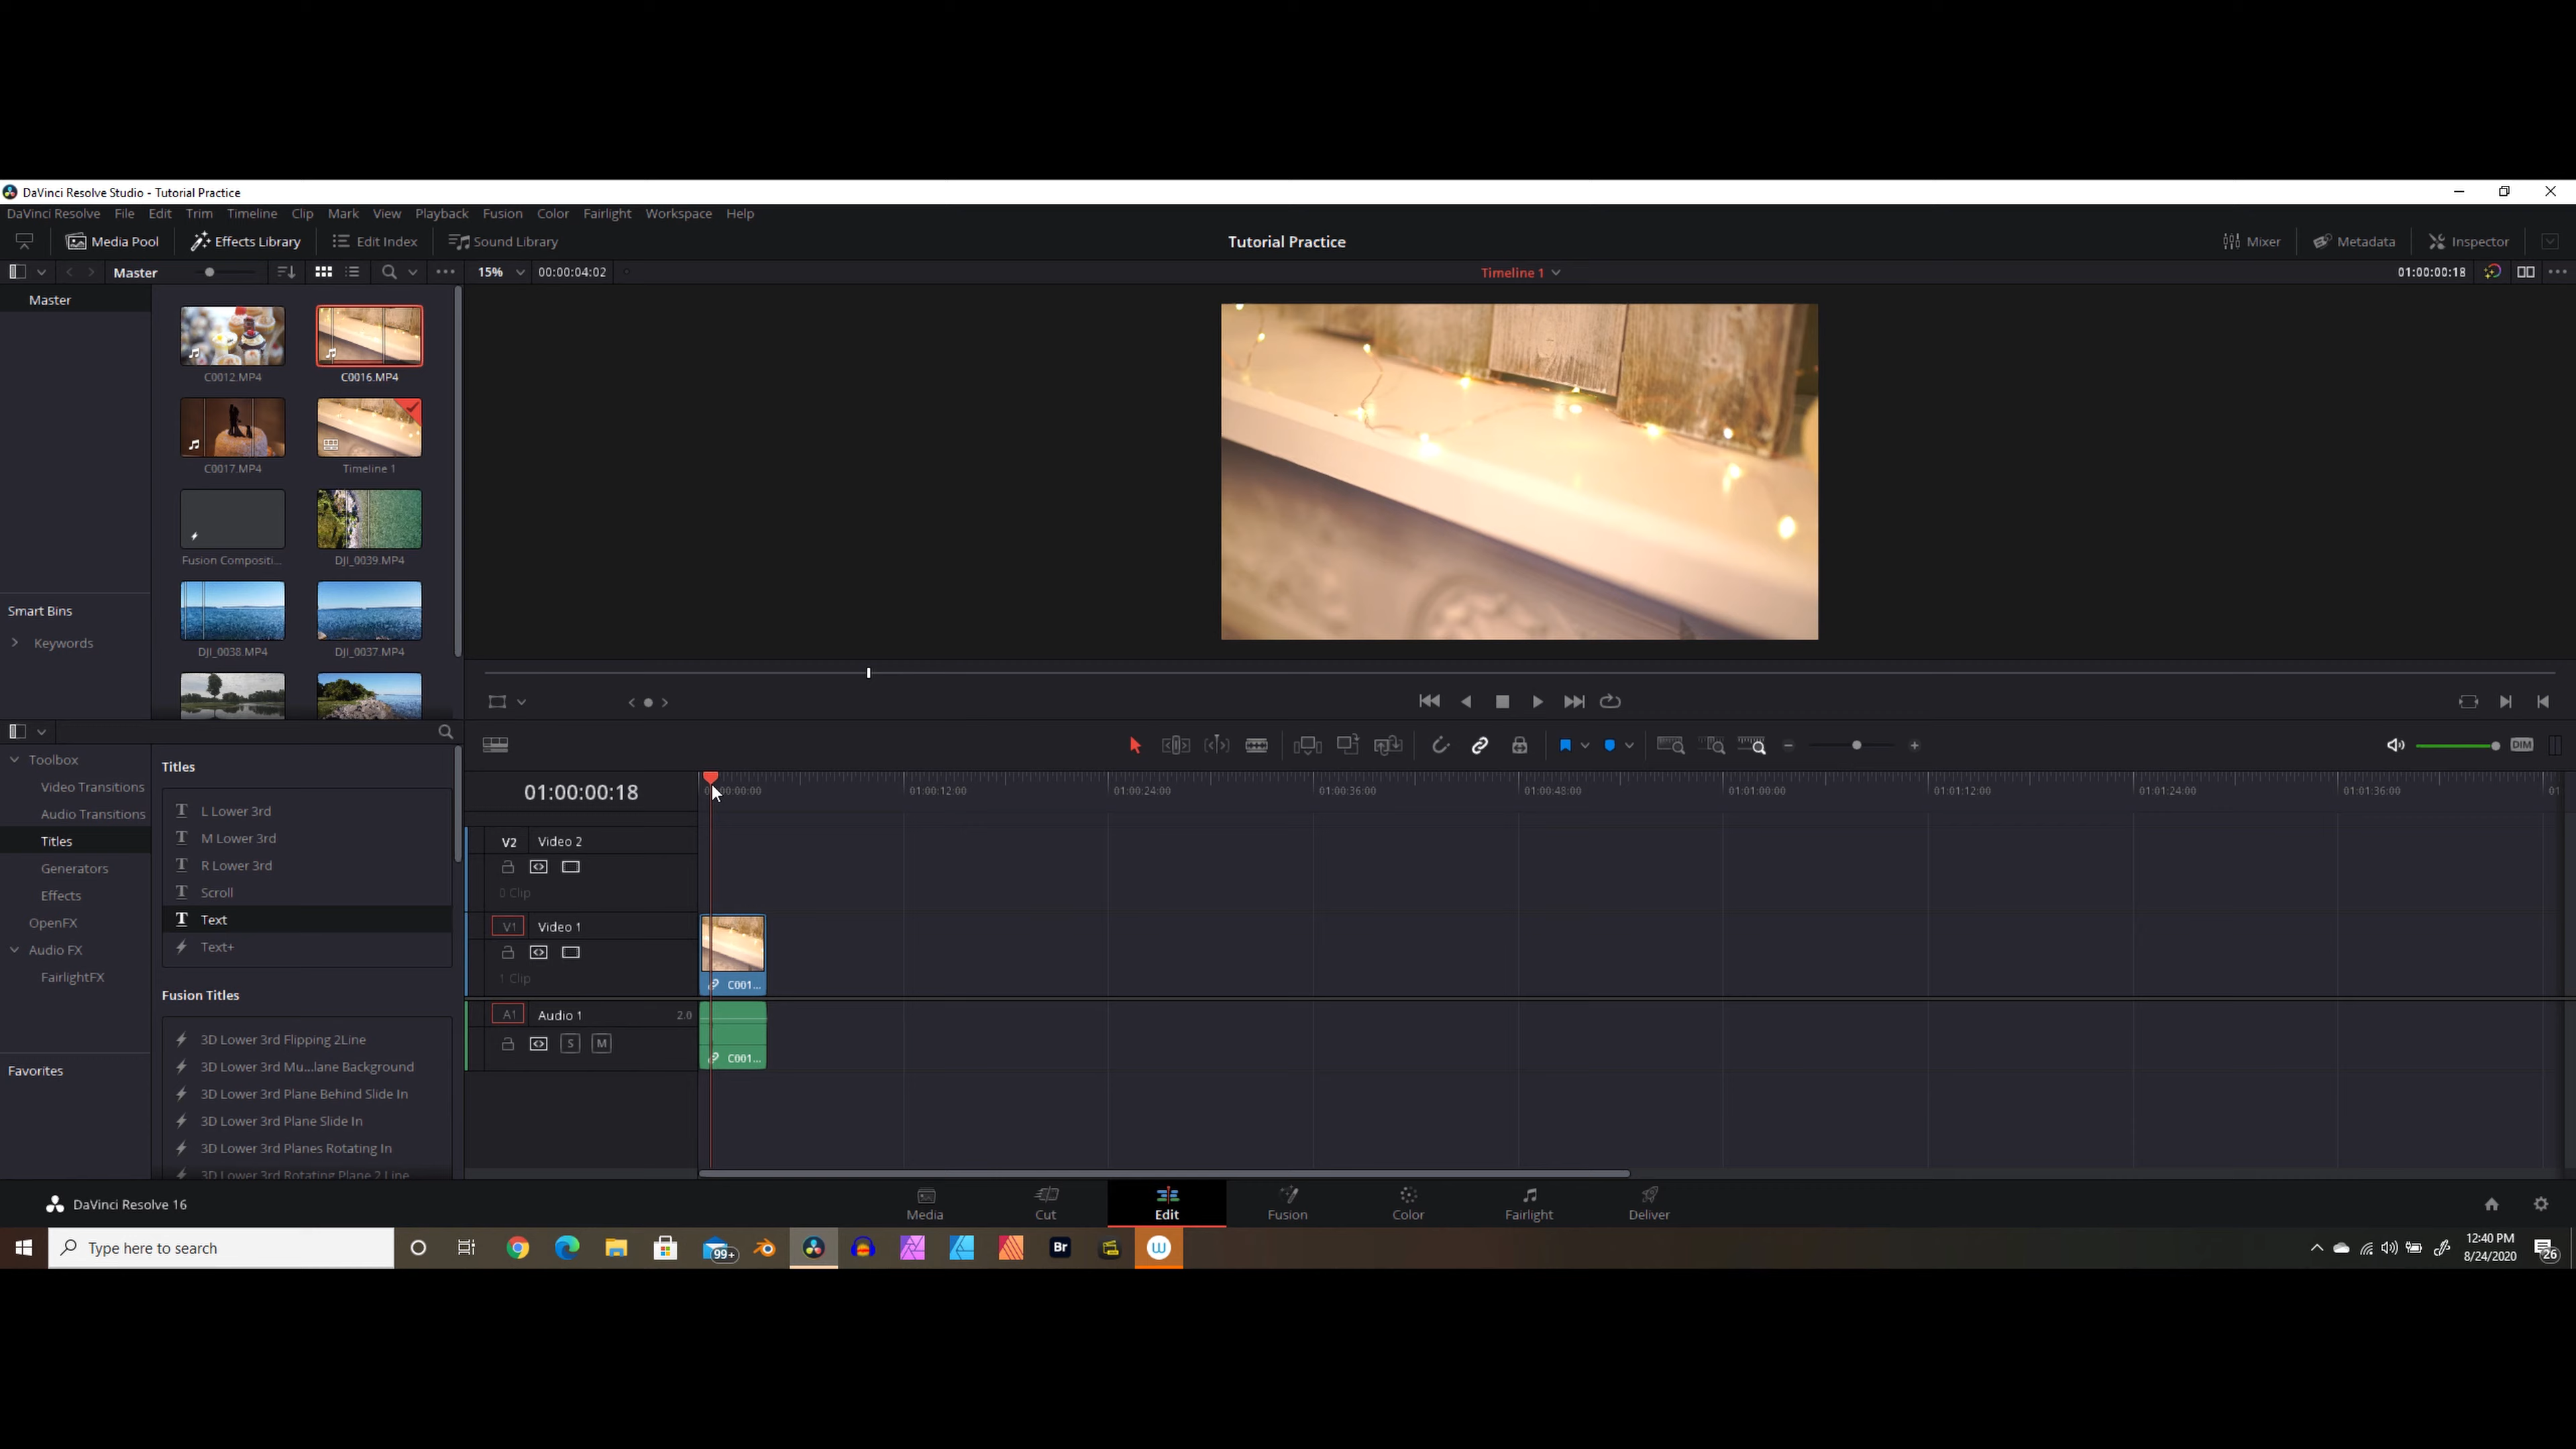 DaVinci Resolve Studio - Tutorial Practice
DaVinci Resolve File Edit Trim Timeline Clip Mark View Playback Fusion Color Fairlight Workspace Help
Media Pool Effects Library Edit Index Sound Library Tutorial Practice Mixer Metadata Inspector
Master 15% 00:00:04:02 Timeline 1 01:00:00:18
Master
C0012.MP4 C0016.MP4
C0017.MP4 Timeline 1
Fusion Compositi... DJI_0039.MP4
Smart Bins
Keywords
DJI_0038.MP4 DJI_0037.MP4
DIM
Toolbox
Video Transitions
Audio Transitions
Titles
Generators
Effects
OpenFX
Audio FX
FairlightFX
Favorites
Titles
L Lower 3rd
M Lower 3rd
R Lower 3rd
Scroll
Text
Text+
Fusion Titles
3D Lower 3rd Flipping 2Line
3D Lower 3rd Mu...lane Background
3D Lower 3rd Plane Behind Slide In
3D Lower 3rd Plane Slide In
3D Lower 3rd Planes Rotating In
3D Lower 3rd Rotating Plane 2 Line
01:00:00:18 01:00:12:00 01:00:24:00 01:00:36:00 01:00:48:00 01:01:00:00 01:01:12:00 01:01:24:00 01:01:36:00
V2 Video 2
0 Clip
V1 Video 1
1 Clip
C001...
A1 Audio 1 2.0
S M
C001...
DaVinci Resolve 16 Media Cut Edit Fusion Color Fairlight Deliver
Type here to search 99+ Br W 12:40 PM
8/24/2020 26